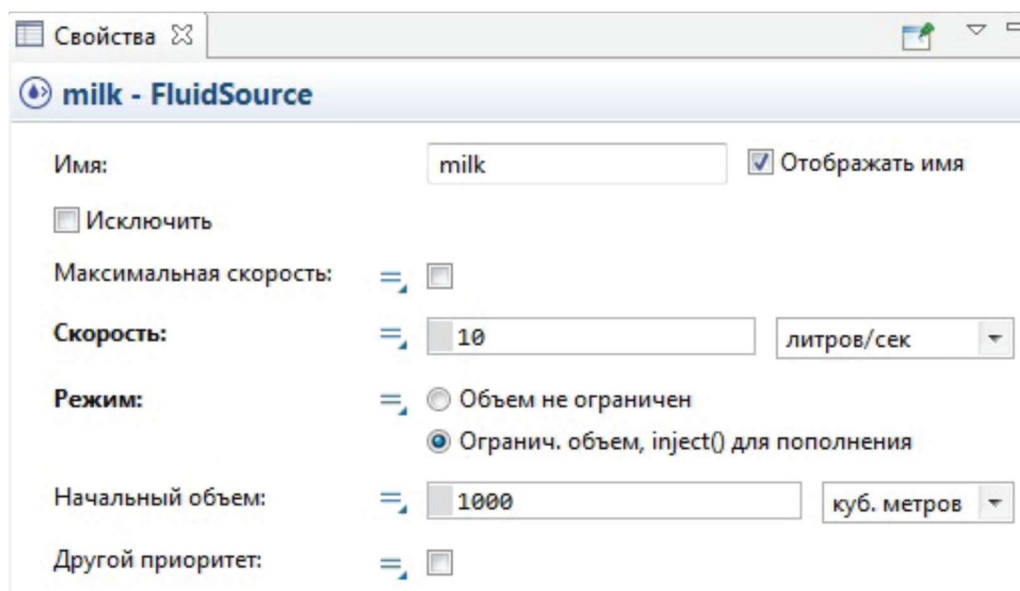 Свойства
milk - FluidSource
Имя: milk Отображать имя
Исключить
Максимальная скорость:
Скорость: 10 литров/сек
Режим: Объем не ограничен
Огранич. объем, inject() для пополнения
Начальный объем: 1000 куб. метров
Другой приоритет: